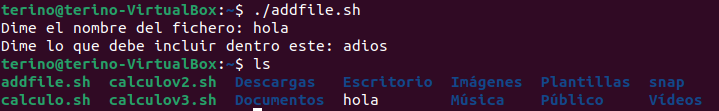 terino@terino-VirtualBox:~$ ./addfile.sh
Dime el nombre del fichero: hola
Dime lo que debe incluir dentro este: adios
terino@terino-VirtualBox:~$ ls
addfile.sh calculov2.sh Descargas Escritorio Imágenes Plantillas snap
calculo.sh calculov3.sh Documentos hola Música Público Vídeos